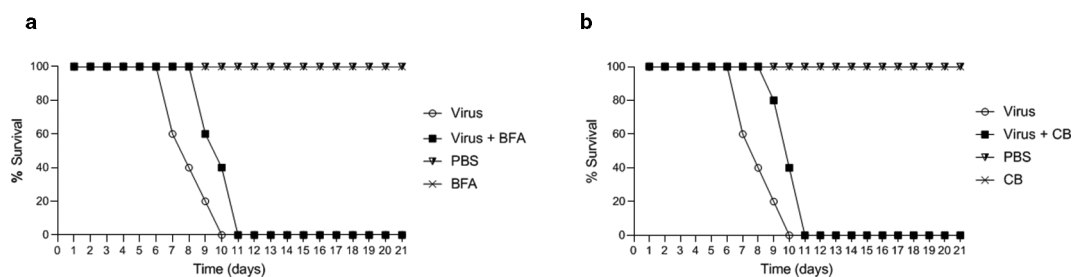 a
100
80
60
40
20
0
% Survival
0 1 2 3 4 5 6 7 8 9 10 11 12 13 14 15 16 17 18 19 20 21
Time (days)
Virus
Virus + BFA
PBS
BFA
b
100
80
60
40
20
0
% Survival
0 1 2 3 4 5 6 7 8 9 10 11 12 13 14 15 16 17 18 19 20 21
Time (days)
Virus
Virus + CB
PBS
CB